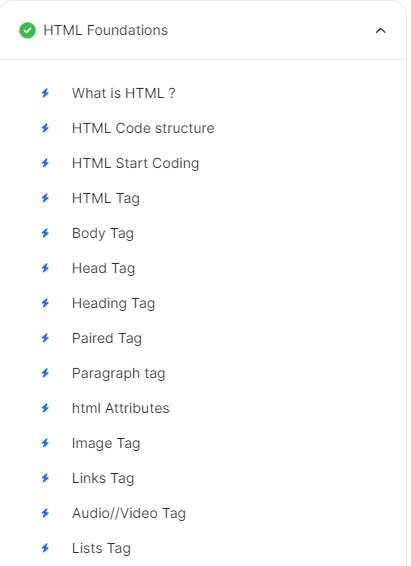 HTML Foundations
What is HTML ?
HTML Code structure
HTML Start Coding
HTML Tag
Body Tag
Head Tag
Heading Tag
Paired Tag
Paragraph tag
html Attributes
Image Tag
Links Tag
Audio//Video Tag
Lists Tag